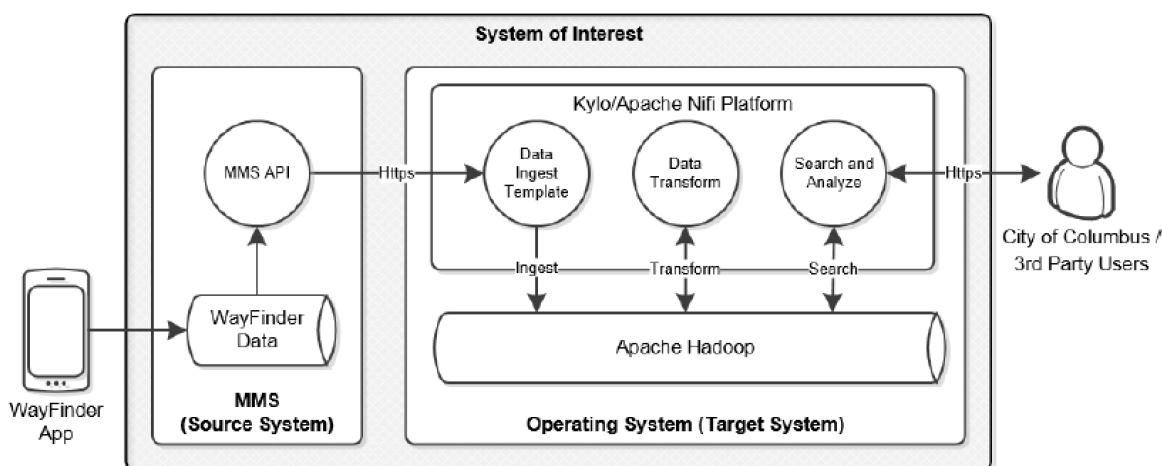 System of Interest
Kylo/Apache Nifi Platform
MMS API
Https
Data
Ingest
Template
Data
Transform
Search and
Analyze
Https
City of Columbus /
3rd Party Users
Ingest
Transform
Search
WayFinder
Data
Apache Hadoop
WayFinder
App
MMS
(Source System)
Operating System (Target System)